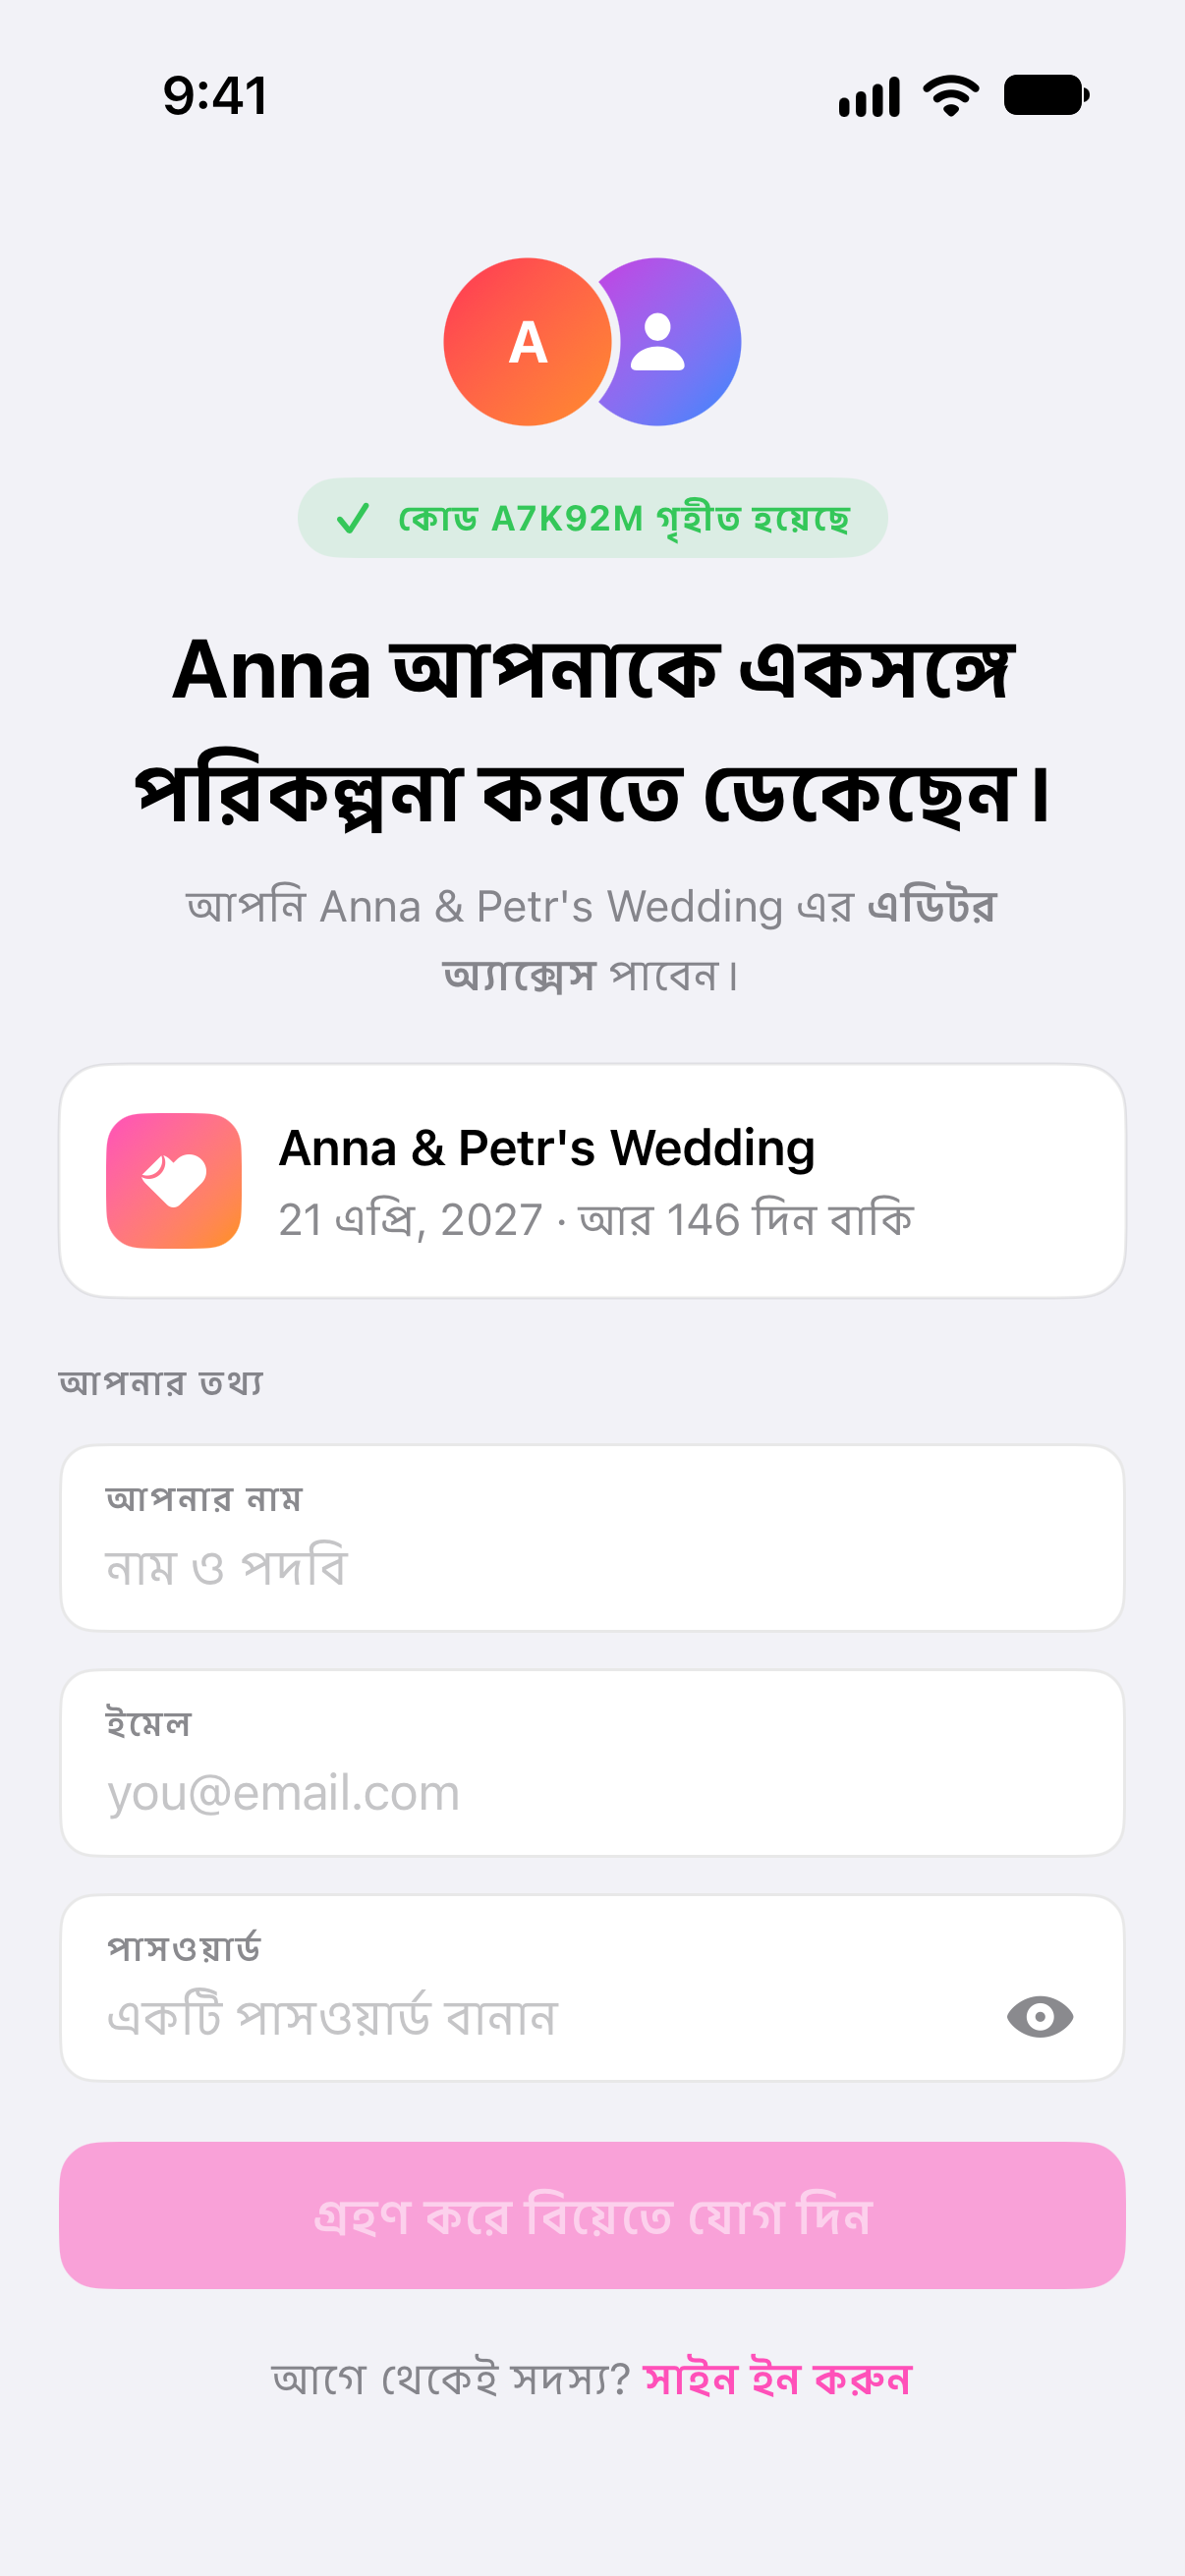 9:41
A
কোড A7K92M গৃহীত হয়েছে
Anna আপনাকে একসঙ্গে
পরিকল্পনা করতে ডেকেছেন।
আপনি Anna & Petr's Wedding এর এডিটর
অ্যাক্সেস পাবেন।
Anna & Petr's Wedding
21 এপ্রি, 2027 · আর 146 দিন বাকি
আপনার তথ্য
আপনার নাম
নাম ও পদবি
ইমেল
you@email.com
পাসওয়ার্ড
একটি পাসওয়ার্ড বানান
গ্রহণ করে বিয়েতে যোগ দিন
আগে থেকেই সদস্য? সাইন ইন করুন